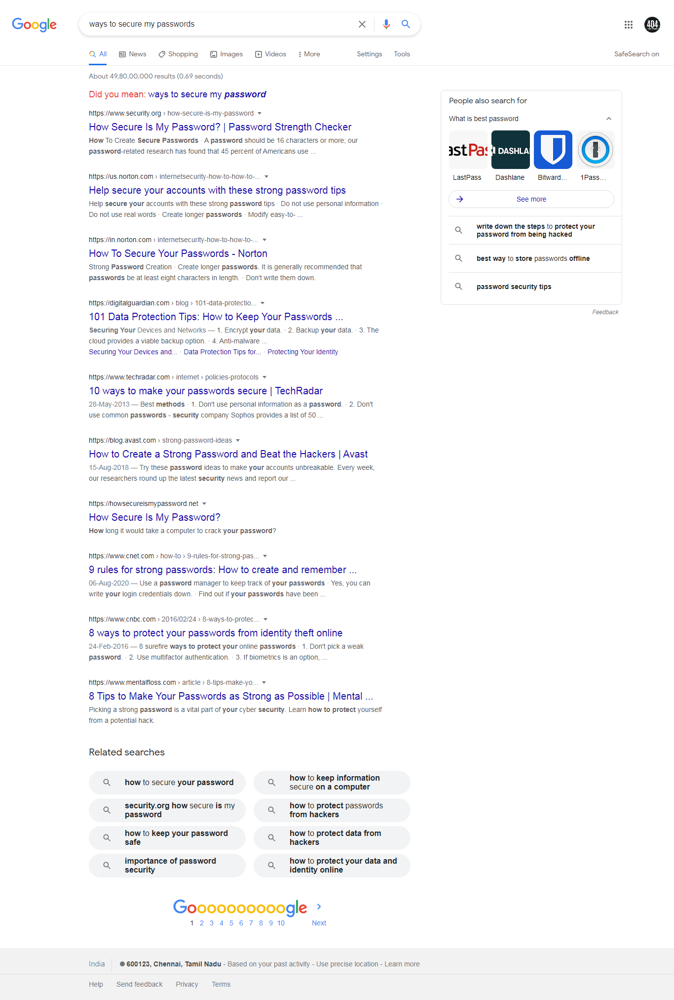 Google
ways to secure my passwords
404
NOT FOUND
All News Shopping Images Videos More Settings Tools SafeSearch on
About 49,80,00,000 results (0.69 seconds)
Did you mean: ways to secure my password
https://www.security.org › how-secure-is-my-password
How Secure Is My Password? | Password Strength Checker
How To Create Secure Passwords · A password should be 16 characters or more; our
password-related research has found that 45 percent of Americans use ...
https://us.norton.com › internetsecurity-how-to-how-to-...
Help secure your accounts with these strong password tips
Help secure your accounts with these strong password tips · Do not use personal information ·
Do not use real words · Create longer passwords · Modify easy-to- ...
https://in.norton.com › internetsecurity-how-to-how-to-...
How To Secure Your Passwords - Norton
Strong Password Creation · Create longer passwords. It is generally recommended that
passwords be at least eight characters in length. · Don't write them down.
https://digitalguardian.com › blog › 101-data-protectio...
101 Data Protection Tips: How to Keep Your Passwords ...
Securing Your Devices and Networks — 1. Encrypt your data. · 2. Backup your data. · 3. The
cloud provides a viable backup option. · 4. Anti-malware ...
Securing Your Devices and... · Data Protection Tips for... · Protecting Your Identity
https://www.techradar.com › internet › policies-protocols
10 ways to make your passwords secure | TechRadar
28-May-2013 — Best methods · 1. Don't use personal information as a password. · 2. Don't
use common passwords - security company Sophos provides a list of 50 ...
https://blog.avast.com › strong-password-ideas
How to Create a Strong Password and Beat the Hackers | Avast
15-Aug-2018 — Try these password ideas to make your accounts unbreakable. Every week,
our researchers round up the latest security news and report our ...
https://howsecureismypassword.net
How Secure Is My Password?
How long it would take a computer to crack your password?
https://www.cnet.com › how-to › 9-rules-for-strong-pas...
9 rules for strong passwords: How to create and remember ...
06-Aug-2020 — Use a password manager to keep track of your passwords · Yes, you can
write your login credentials down. · Find out if your passwords have been ...
https://www.cnbc.com › 2016/02/24 › 8-ways-to-protec...
8 ways to protect your passwords from identity theft online
24-Feb-2016 — 8 surefire ways to protect your online passwords · 1. Don't pick a weak
password. · 2. Use multifactor authentication. · 3. If biometrics is an option, ...
https://www.mentalfloss.com › article › 8-tips-make-yo...
8 Tips to Make Your Passwords as Strong as Possible | Mental ...
Picking a strong password is a vital part of your cyber security. Learn how to protect yourself
from a potential hack.
People also search for
What is best password
astPas DASHLA
LastPass Dashlane Bitward... 1Pass...
See more
write down the steps to protect your
password from being hacked
best way to store passwords offline
password security tips
Feedback
Related searches
how to secure your password
how to keep information
secure on a computer
security.org how secure is my
password
how to protect passwords
from hackers
how to keep your password
safe
how to protect data from
hackers
importance of password
security
how to protect your data and
identity online
Goooooooooogle
1 2 3 4 5 6 7 8 9 10 Next
India 600123, Chennai, Tamil Nadu - Based on your past activity - Use precise location - Learn more
Help Send feedback Privacy Terms